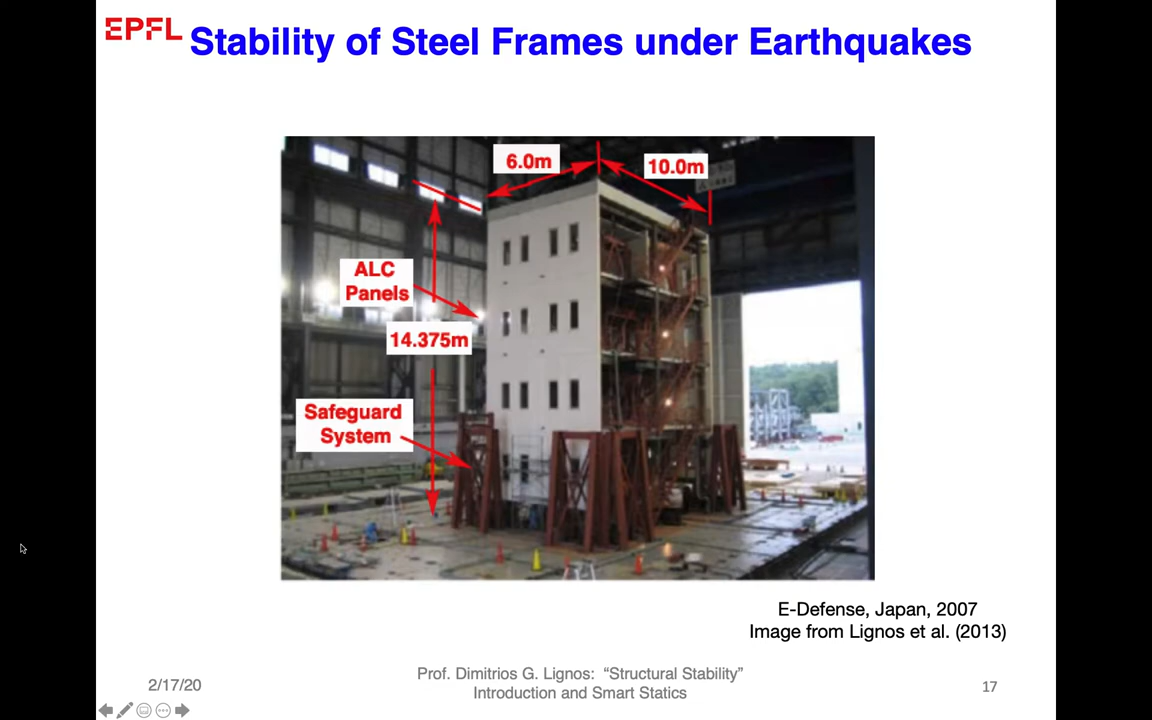 EPFL
Stability of Steel Frames under Earthquakes
6.0m
10.0m
ALC
Panels
14.375m
Safeguard
System
E-Defense, Japan, 2007
Image from Lignos et al. (2013)
2/17/20
Prof. Dimitrios G. Lignos: “Structural Stability”
Introduction and Smart Statics
17